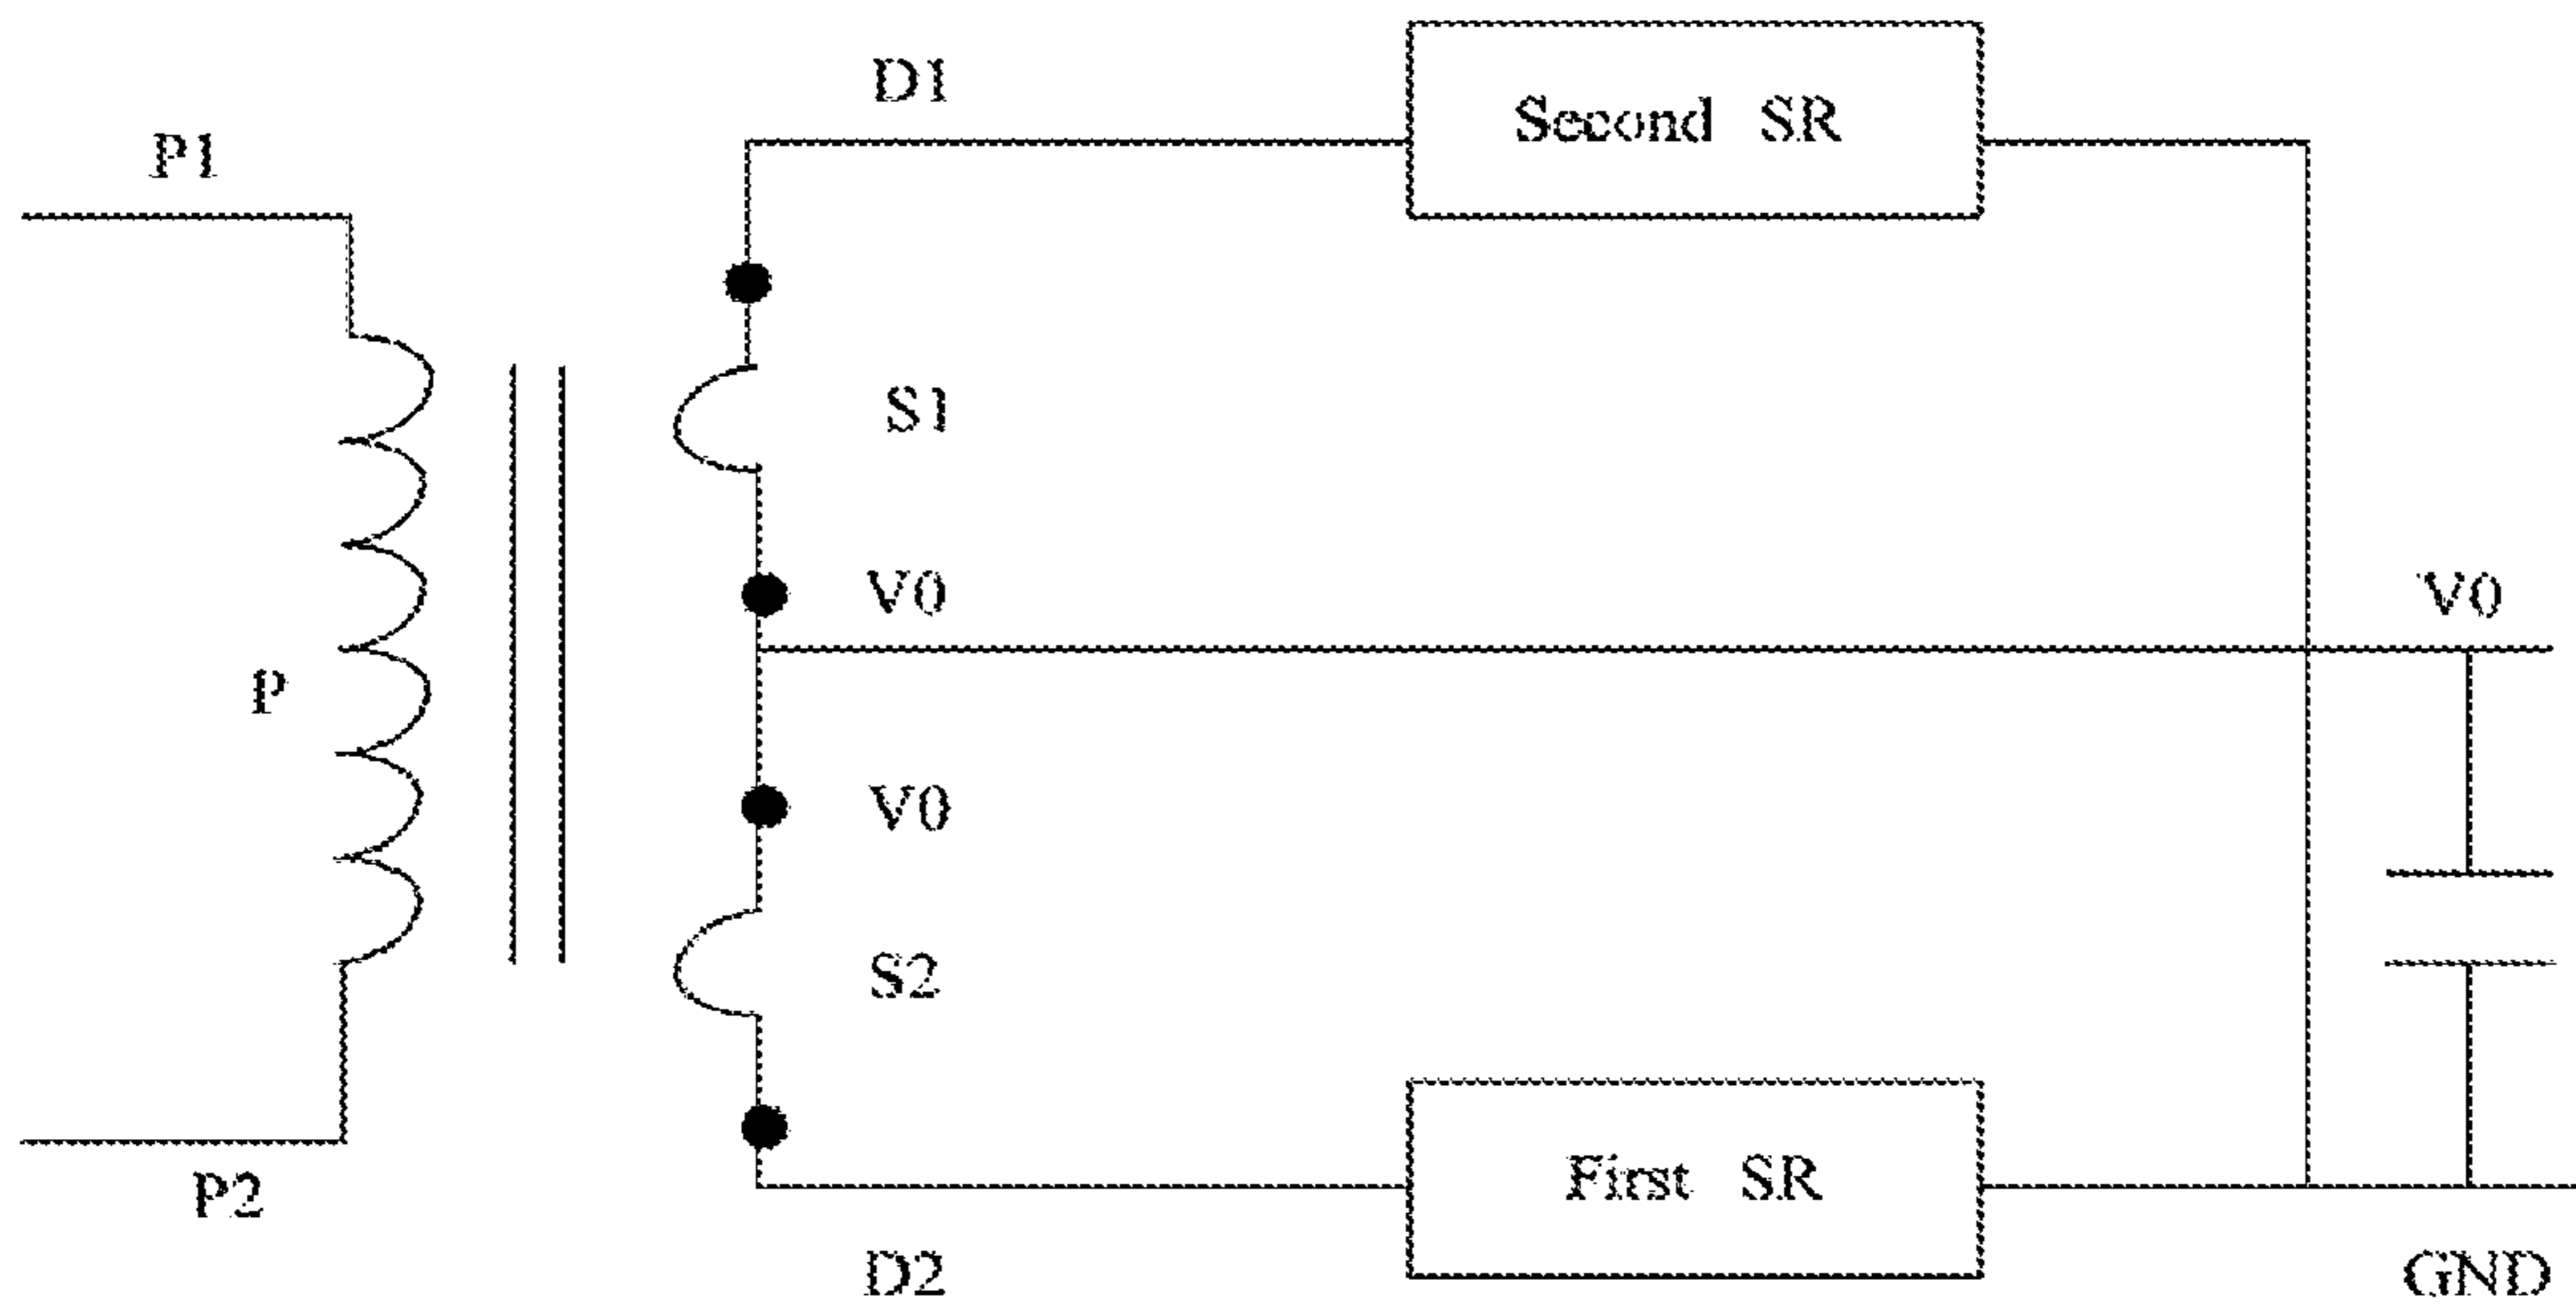 D1
Second SR
P1
S1
V0
V0
P
V0
S2
First SR
P2
D2
GND